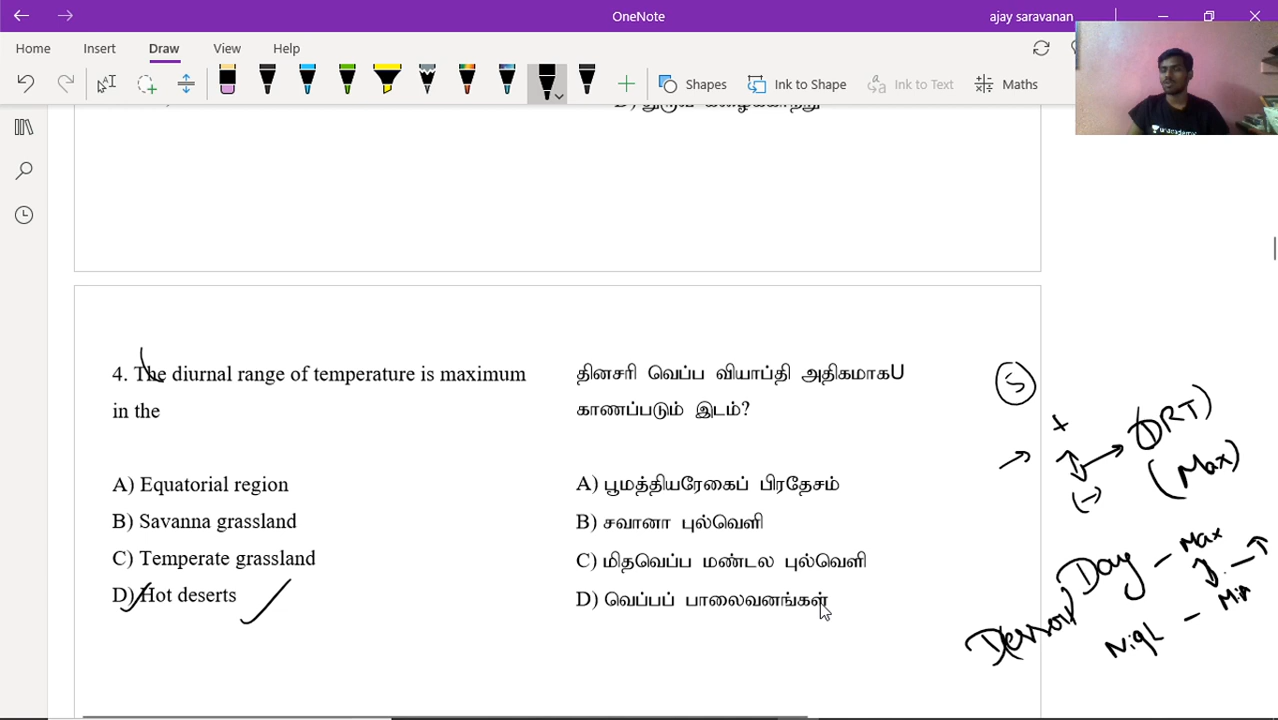 OneNote
ajay saravanan
Home Insert Draw View Help
Shapes Ink to Shape Ink to Text Maths
4. The diurnal range of temperature is maximum
in the
A) Equatorial region
B) Savanna grassland
C) Temperate grassland
D) Hot deserts
தினசரி வெப்ப வியாப்தி அதிகமாகU
காணப்படும் இடம்?
A) பூமத்தியரேகைப் பிரதேசம்
B) சவானா புல்வெளி
C) மிதவெப்ப மண்டல புல்வெளி
D) வெப்பப் பாலைவனங்கள்
S
+
(DRT)
(Max)
(-)
Day - Max
Min
Nigh -